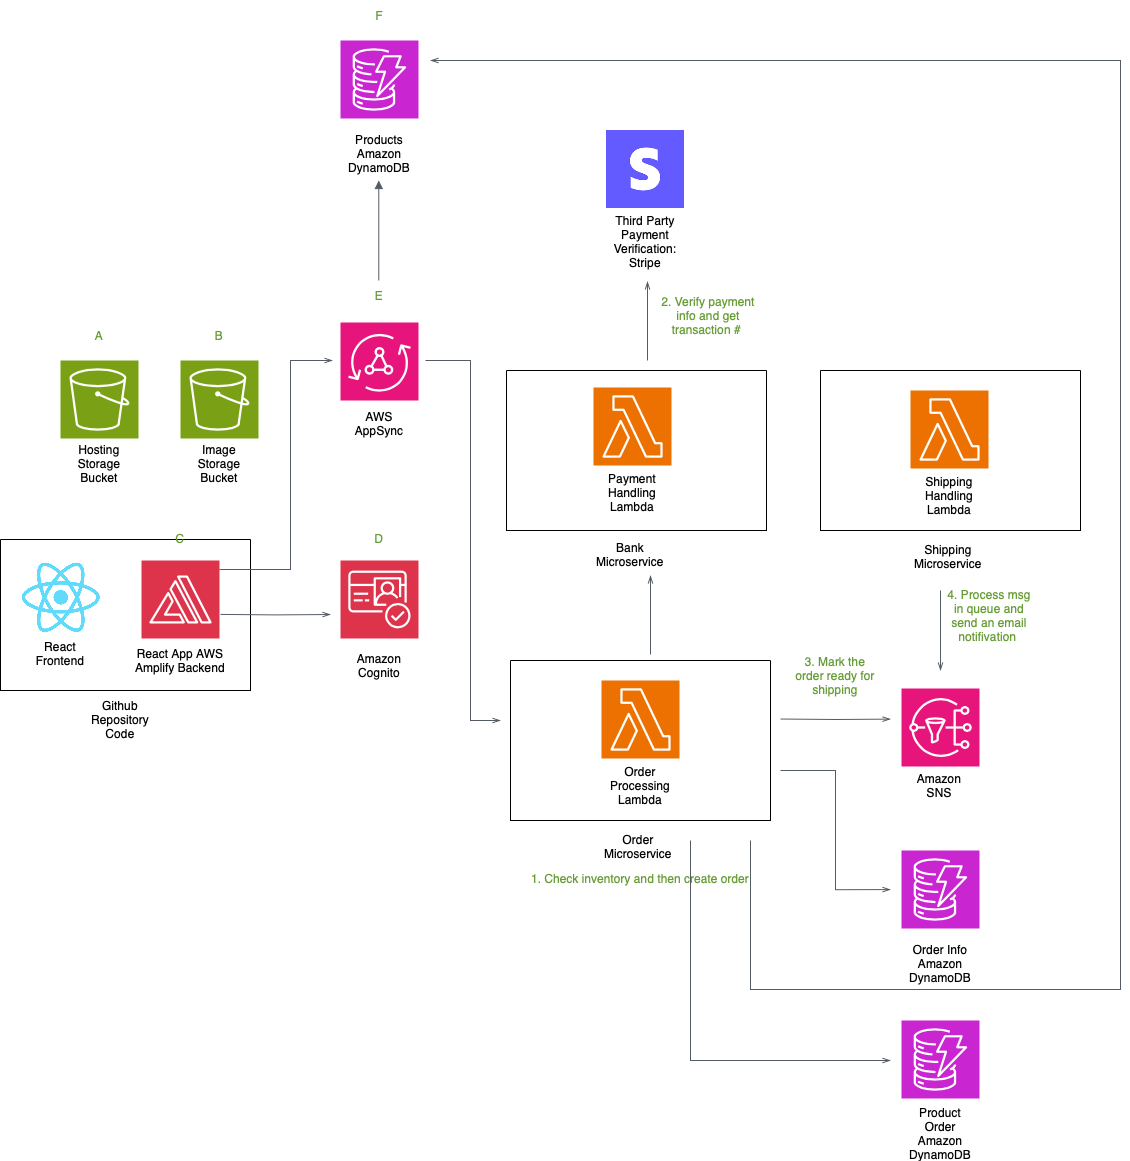 F
Products
Amazon
DynamoDB
S
Third Party
Payment
Verification:
Stripe
E
2. Verify payment
info and get
transaction #
A
B
AWS
AppSync
Hosting
Storage
Bucket
Image
Storage
Bucket
Payment
Handling
Lambda
Shipping
Handling
Lambda
C
D
Bank
Microservice
Shipping
Microservice
4. Process msg
in queue and
send an email
notifivation
React
Frontend
React App AWS
Amplify Backend
Amazon
Cognito
3. Mark the
order ready for
shipping
Github
Repository
Code
Order
Processing
Lambda
Amazon
SNS
Order
Microservice
1. Check inventory and then create order
Order Info
Amazon
DynamoDB
Product
Order
Amazon
DynamoDB